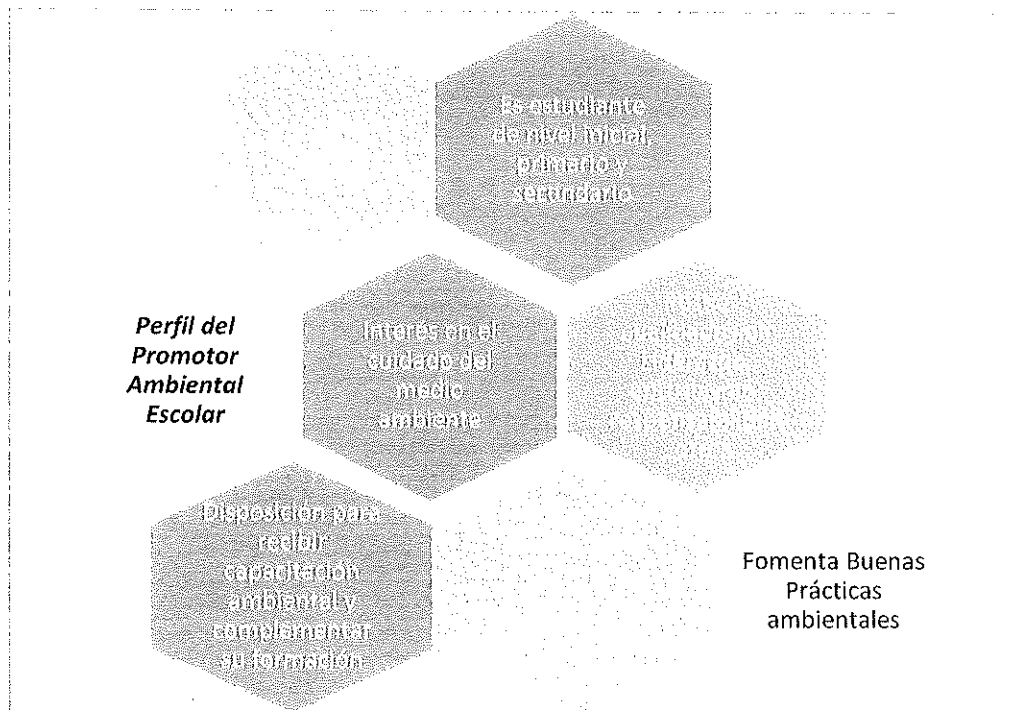 Es estudiante
de nivel inicial,
primario y
secundario
Perfil del
Promotor
Ambiental
Escolar
Interés en el
cuidado del
medio
ambiente
Disposición para
recibir
capacitación
ambiental y
complementar
su formación
Fomenta Buenas
Prácticas
ambientales